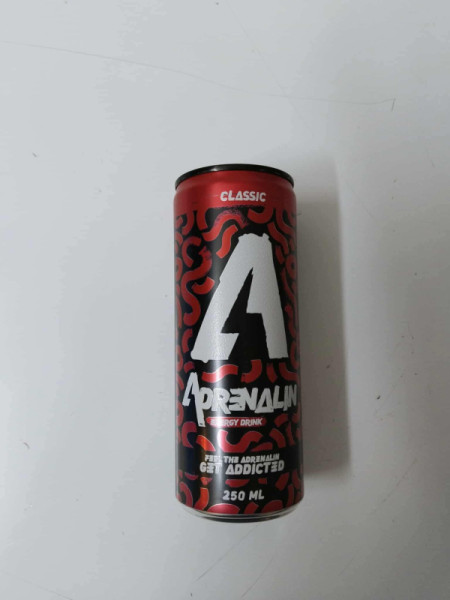 CLASSIC
A
ADRENALIN
ENERGY DRINK
FEEL THE ADRENALIN
GET ADDICTED
250 ML